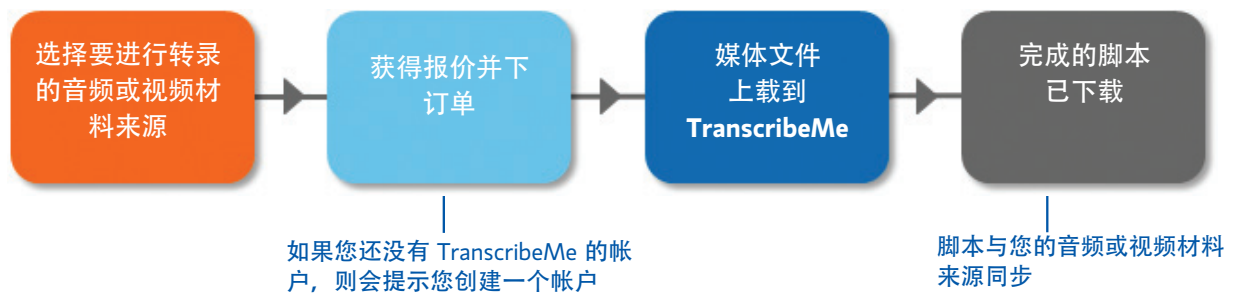 选择要进行转录
的音频或视频材
料来源
获得报价并下
订单
媒体文件
上载到
TranscribeMe
完成的脚本
已下载
如果您还没有 TranscribeMe 的帐
户，则会提示您创建一个帐户
脚本与您的音频或视频材料
来源同步